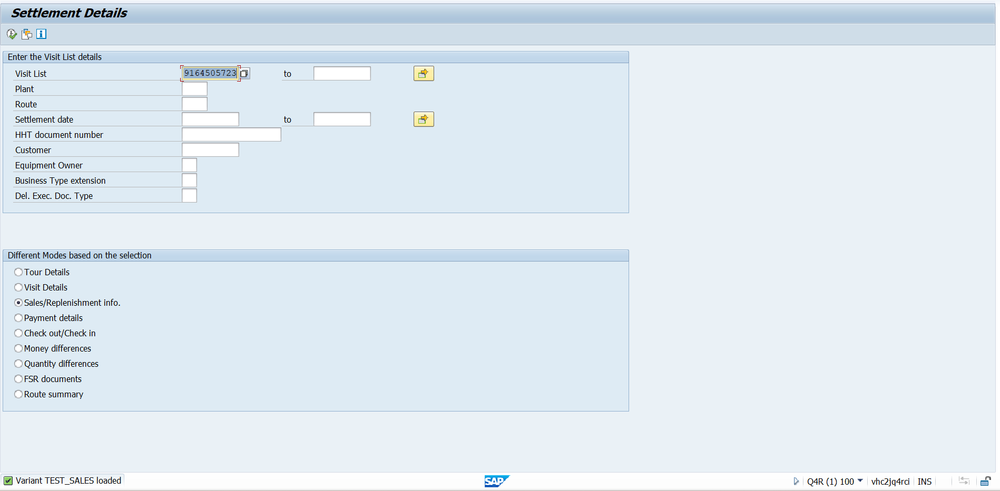 Settlement Details
Enter the Visit List details
Visit List 9164505723 to
Plant
Route
Settlement date to
HHT document number
Customer
Equipment Owner
Business Type extension
Del. Exec. Doc. Type
Different Modes based on the selection
Tour Details
Visit Details
Sales/Replenishment info.
Payment details
Check out/Check in
Money differences
Quantity differences
FSR documents
Route summary
Variant TEST_SALES loaded SAP Q4R (1) 100 vhc2jq4rci INS